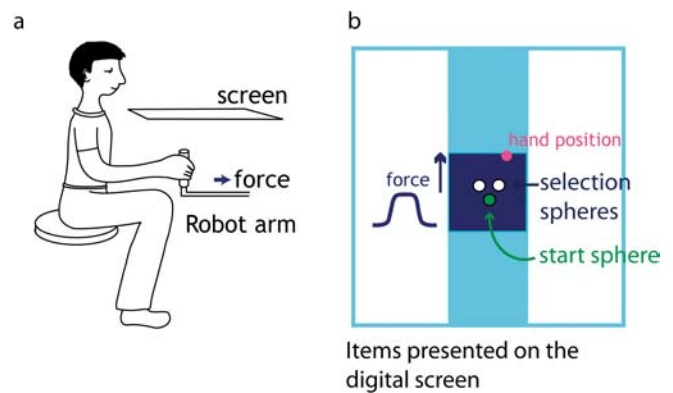 a
screen
force
Robot arm
b
hand position
force
selection
spheres
start sphere
Items presented on the
digital screen